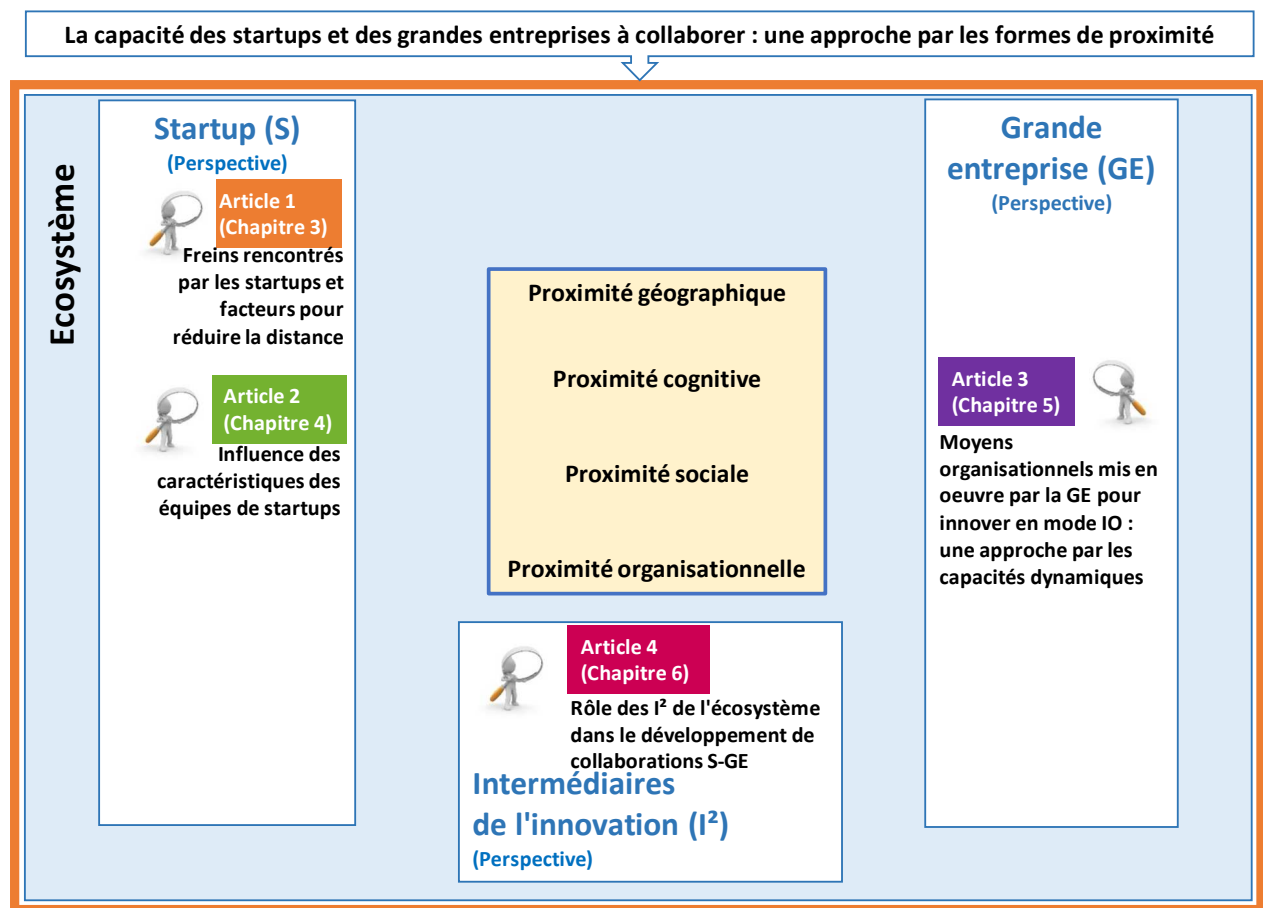 La capacité des startups et des grandes entreprises à collaborer : une approche par les formes de proximité
Ecosystème
Startup (S)
(Perspective)
Article 1
(Chapitre 3)
Freins rencontrés
par les startups et
facteurs pour
réduire la distance
Article 2
(Chapitre 4)
Influence des
caractéristiques des
équipes de startups
Proximité géographique
Proximité cognitive
Proximité sociale
Proximité organisationnelle
Grande
entreprise (GE)
(Perspective)
Article 3
(Chapitre 5)
Moyens
organisationnels mis en
oeuvre par la GE pour
innover en mode IO :
une approche par les
capacités dynamiques
Article 4
(Chapitre 6)
Rôle des I² de l'écosystème
dans le développement de
collaborations S-GE
Intermédiaires
de l'innovation (I²)
(Perspective)